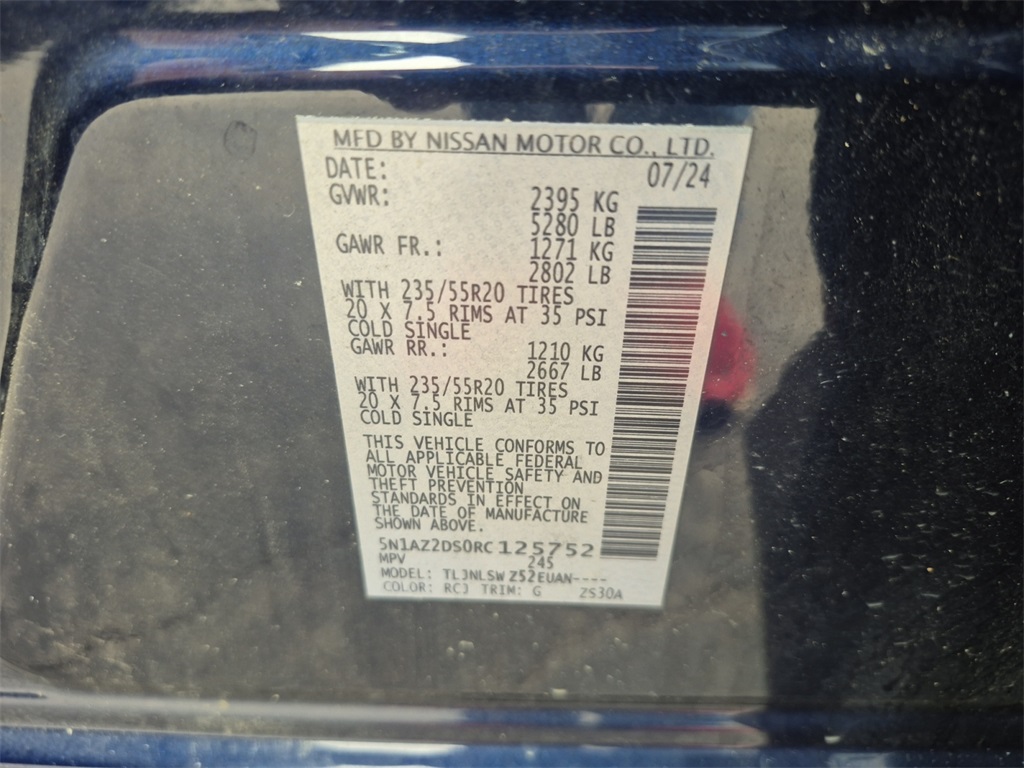 MFD BY NISSAN MOTOR CO., LTD.
DATE: 07/24
GVWR: 2395 KG
5280 LB
GAWR FR.: 1271 KG
2802 LB
WITH 235/55R20 TIRES
20 X 7.5 RIMS AT 35 PSI
COLD SINGLE
GAWR RR.: 1210 KG
2667 LB
WITH 235/55R20 TIRES
20 X 7.5 RIMS AT 35 PSI
COLD SINGLE
THIS VEHICLE CONFORMS TO
ALL APPLICABLE FEDERAL
MOTOR VEHICLE SAFETY AND
THEFT PREVENTION
STANDARDS IN EFFECT ON
THE DATE OF MANUFACTURE
SHOWN ABOVE.
5N1AZ2DS0RC125752
MPV 245
MODEL: TLJNLSW Z52EUAN----
COLOR: RCJ TRIM: G ZS30A